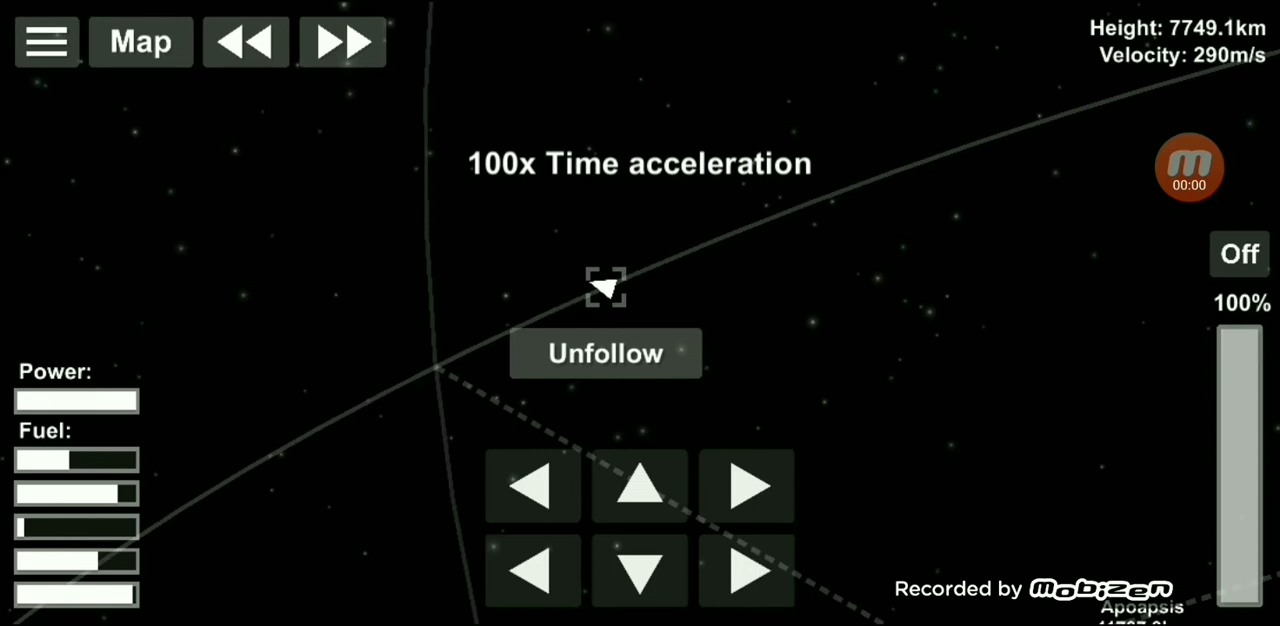 Map
Height: 7749.1km
Velocity: 290m/s
100x Time acceleration
00:00
Off
100%
Unfollow
Power:
Fuel:
Recorded by Mobizen
Apoapsis